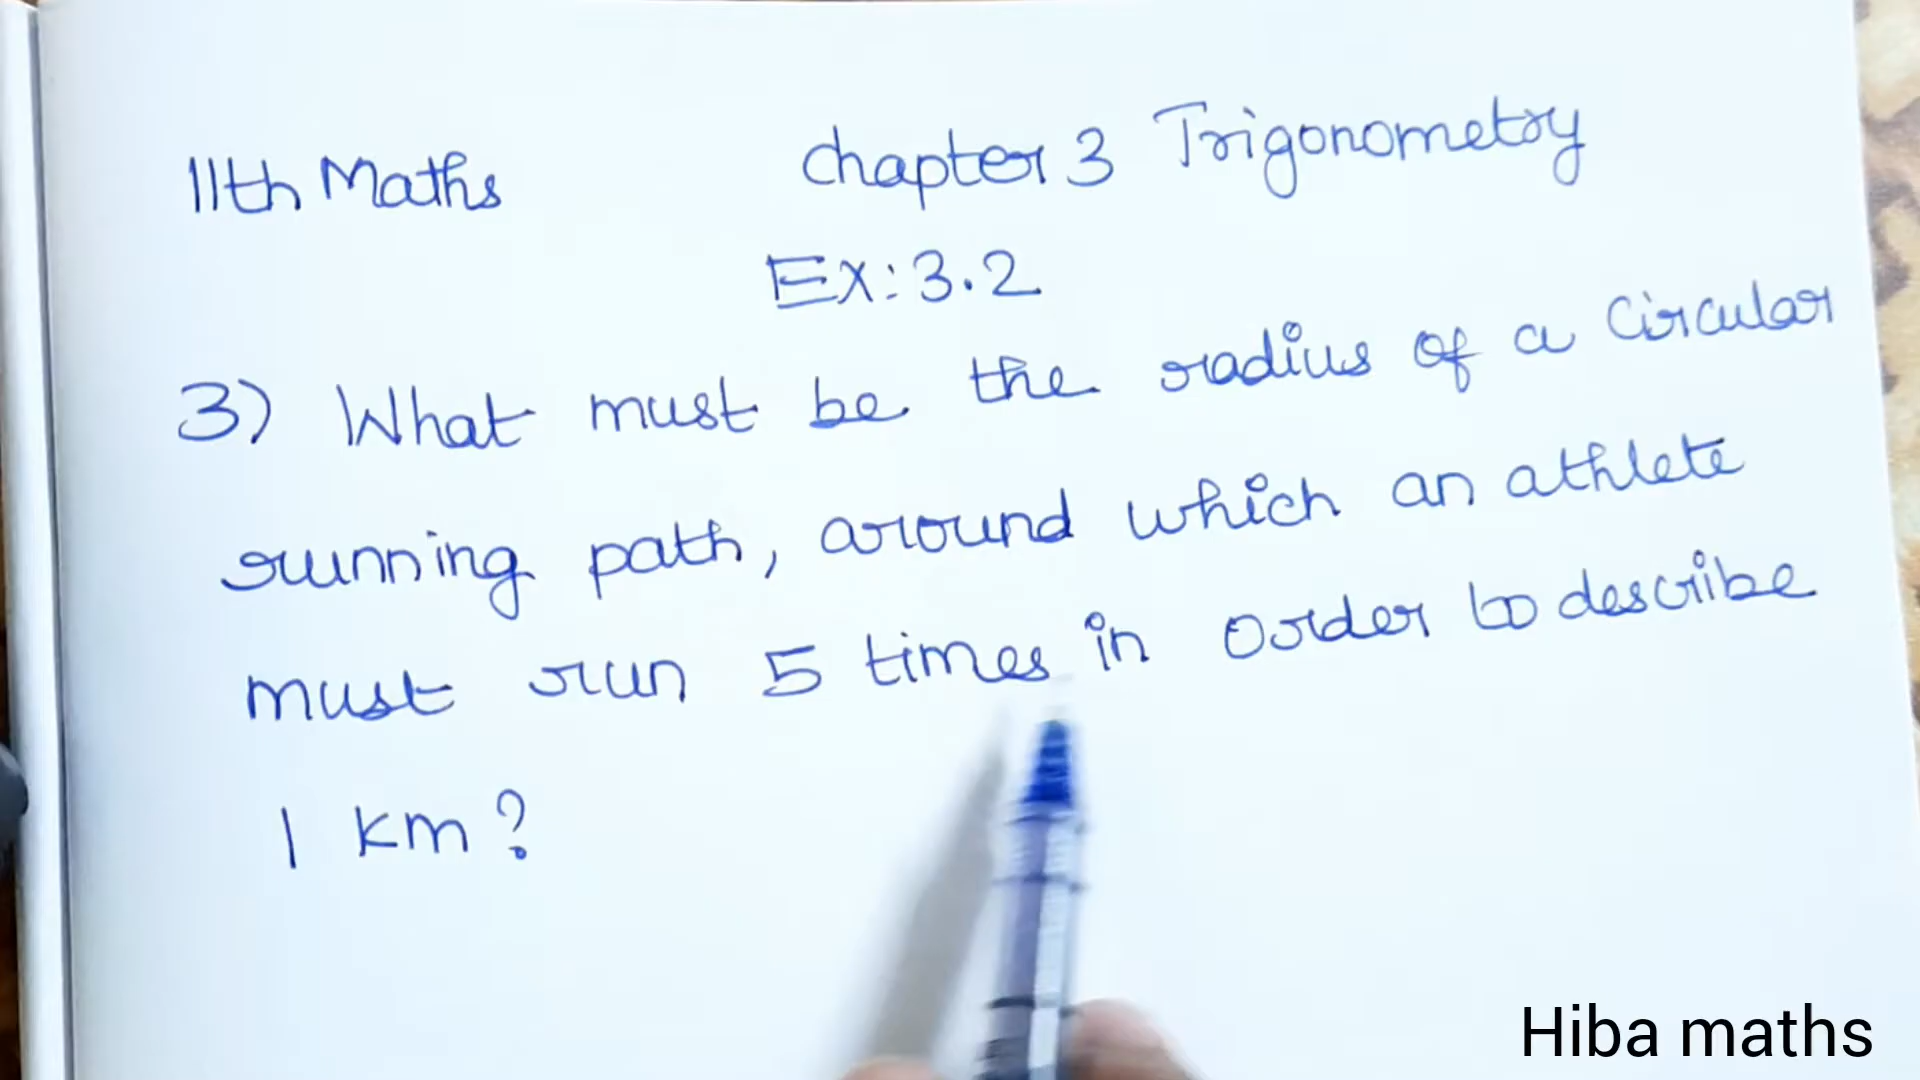 11th Maths chapter 3 Trigonometry
Ex: 3.2
3) What must be the radius of a Circular
running path, around which an athlete
must run 5 times in order to describe
1 km?
Hiba maths